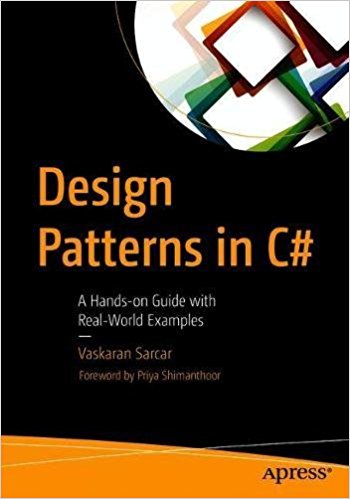 Design
Patterns in C#
A Hands-on Guide with
Real-World Examples
—
Vaskaran Sarcar
Foreword by Priya Shimanthoor
Apress®